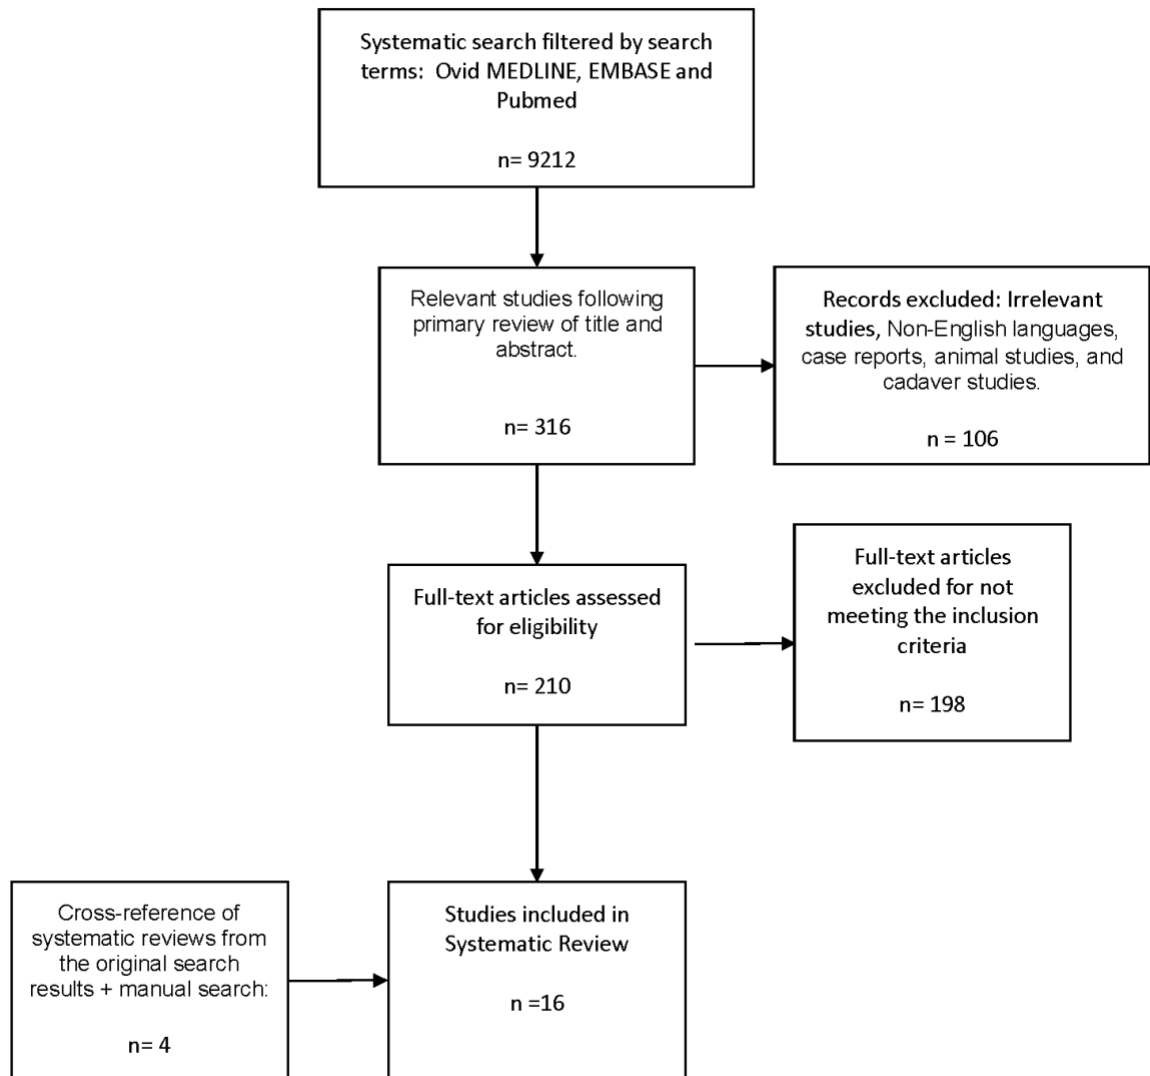 Systematic search filtered by search
terms:  Ovid MEDLINE, EMBASE and
Pubmed
n= 9212
Relevant studies following
primary review of title and
abstract.
n= 316
Records excluded: Irrelevant
studies, Non-English languages,
case reports, animal studies, and
cadaver studies.
n = 106
Full-text articles assessed
for eligibility
n= 210
Full-text articles
excluded for not
meeting the inclusion
criteria
n= 198
Cross-reference of
systematic reviews from
the original search
results + manual search:
n= 4
Studies included in
Systematic Review
n =16